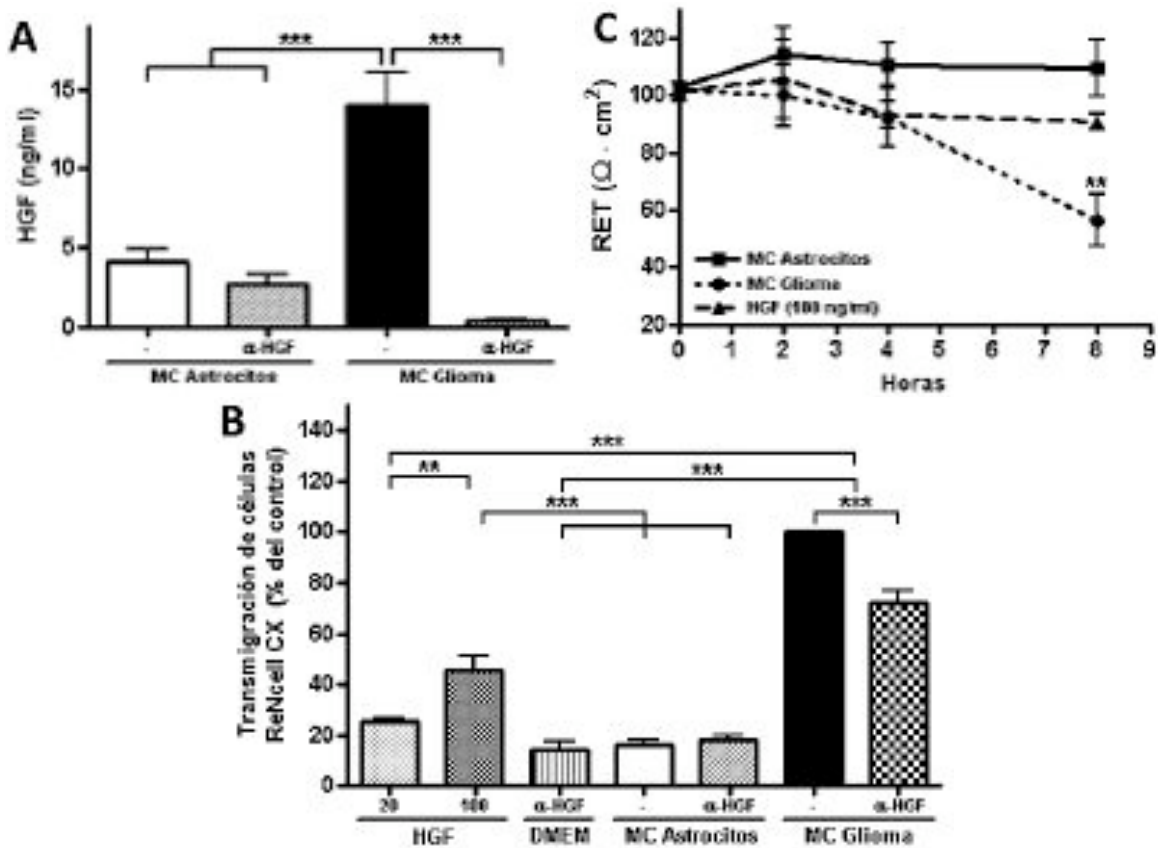 A
***
***
HGF (ng/ml)
15
10
5
0
-
α-HGF
-
α-HGF
MC Astrocitos
MC Glioma
C
RET (Ω · cm²)
120
100
80
60
40
20
**
MC Astrocitos
MC Glioma
HGF (100 ng/ml)
0
1
2
3
4
5
6
7
8
9
Horas
B
Transmigración de células
ReNcell CX (% del control)
140
120
100
80
60
40
20
0
***
**
***
***
***
20
100
α-HGF
-
α-HGF
-
α-HGF
HGF
DMEM
MC Astrocitos
MC Glioma